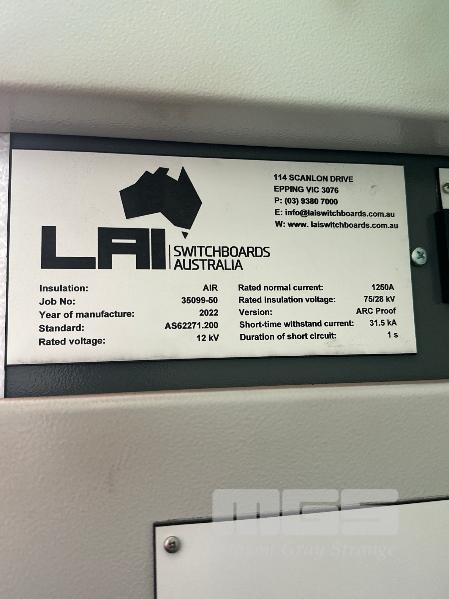 114 SCANLON DRIVE
EPPING VIC 3076
P: (03) 9380 7000
E: info@laiswitchboards.com.au
W: www. laiswitchboards.com.au
LAI SWITCHBOARDS
AUSTRALIA
Insulation: AIR Rated normal current: 1250A
Job No: 35099-50 Rated insulation voltage: 75/28 kV
Year of manufacture: 2022 Version: ARC Proof
Standard: AS62271.200 Short-time withstand current: 31.5 kA
Rated voltage: 12 kV Duration of short circuit: 1 s
MGS
Gray Strange